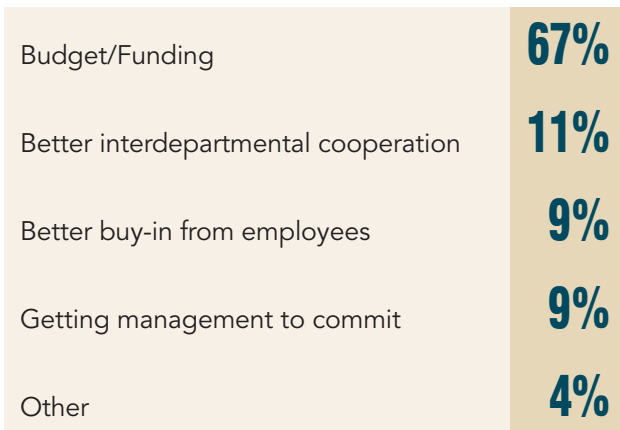 Budget/Funding 67%
Better interdepartmental cooperation 11%
Better buy-in from employees 9%
Getting management to commit 9%
Other 4%